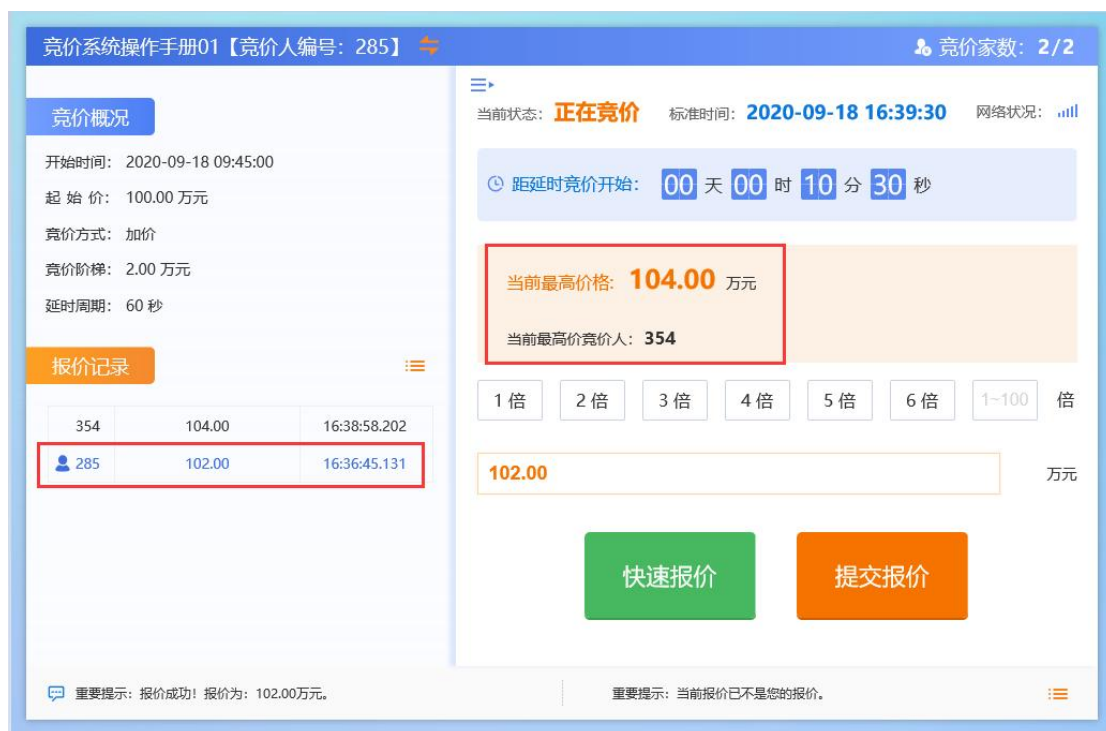 竞价系统操作手册01【竞价人编号：285】
竞价家数：2/2
竞价概况
开始时间： 2020-09-18 09:45:00
起 始 价： 100.00 万元
竞价方式： 加价
竞价阶梯： 2.00 万元
延时周期： 60 秒
报价记录
354 104.00 16:38:58.202
285 102.00 16:36:45.131
当前状态： 正在竞价 标准时间： 2020-09-18 16:39:30 网络状况：
距延时竞价开始： 00 天 00 时 10 分 30 秒
当前最高价格: 104.00 万元
当前最高价竞价人： 354
1 倍 2 倍 3 倍 4 倍 5 倍 6 倍 1~100 倍
102.00 万元
快速报价 提交报价
重要提示：报价成功！报价为：102.00万元。
重要提示：当前报价已不是您的报价。